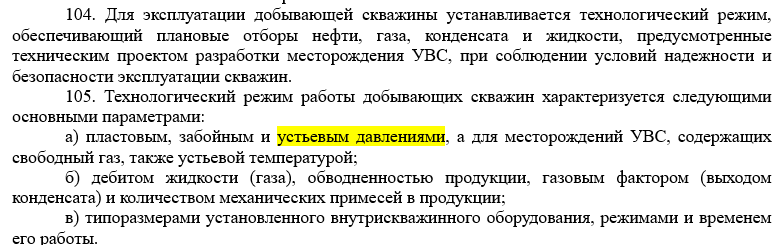 104. Для эксплуатации добывающей скважины устанавливается технологический режим,
обеспечивающий плановые отборы нефти, газа, конденсата и жидкости, предусмотренные
техническим проектом разработки месторождения УВС, при соблюдении условий надежности и
безопасности эксплуатации скважин.
105. Технологический режим работы добывающих скважин характеризуется следующими
основными параметрами:
а) пластовым, забойным и устьевым давлениями, а для месторождений УВС, содержащих
свободный газ, также устьевой температурой;
б) дебитом жидкости (газа), обводненностью продукции, газовым фактором (выходом
конденсата) и количеством механических примесей в продукции;
в) типоразмерами установленного внутрискважинного оборудования, режимами и временем
его работы.